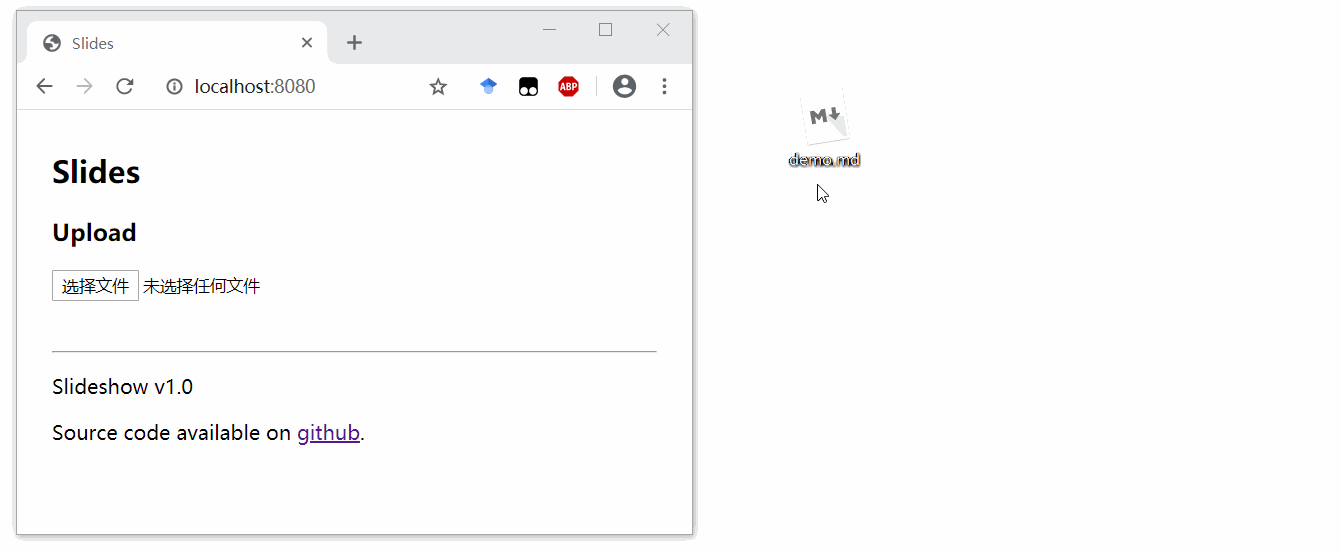 Slides
localhost:8080
ABP
Slides
Upload
选择文件 未选择任何文件
Slideshow v1.0
Source code available on github.
M
demo.md